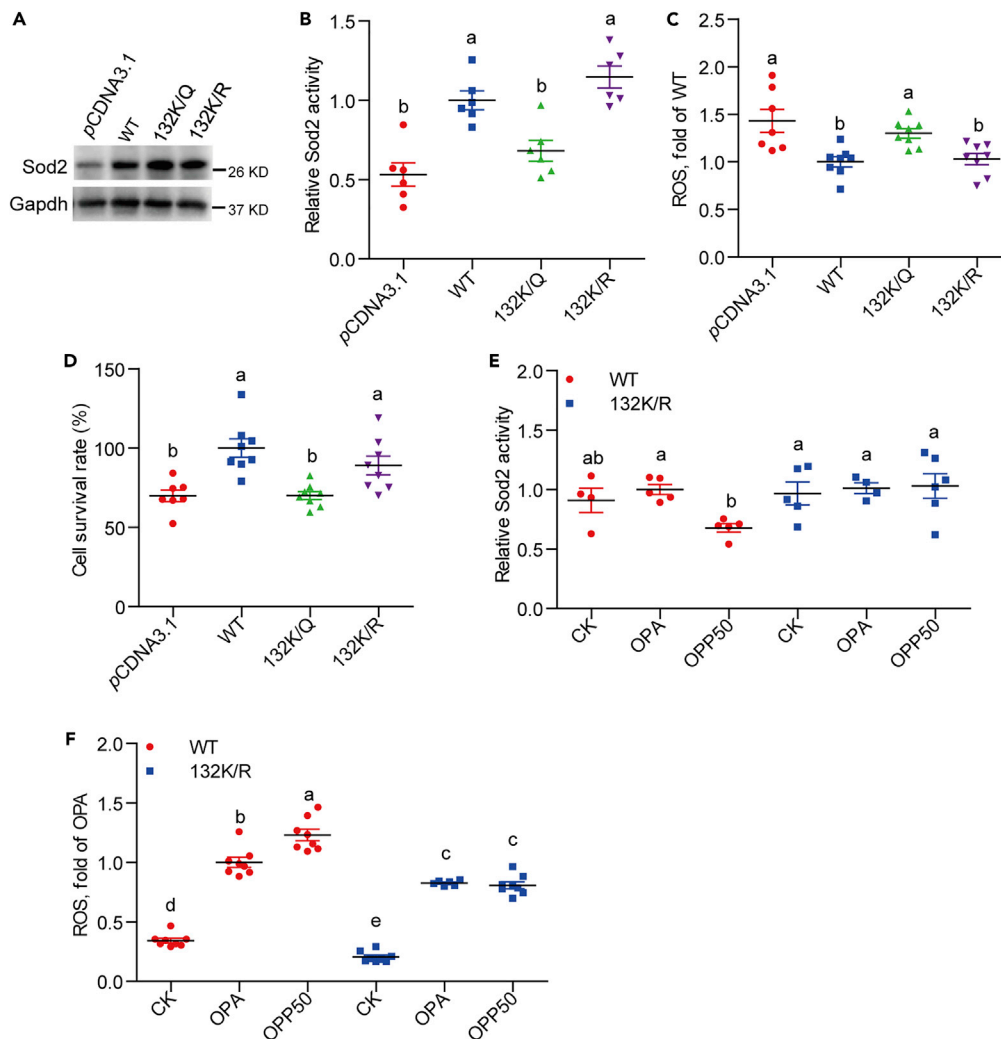 A
pCDNA3.1
WT
132K/Q
132K/R
Sod2
26 KD
Gapdh
37 KD
B
Relative Sod2 activity
1.5
1.0
0.5
0.0
b
a
b
a
pCDNA3.1
WT
132K/Q
132K/R
C
ROS, fold of WT
2.5
2.0
1.5
1.0
0.5
0.0
a
b
a
b
pCDNA3.1
WT
132K/Q
132K/R
D
Cell survival rate (%)
150
100
50
0
b
a
b
a
pCDNA3.1
WT
132K/Q
132K/R
E
WT
132K/R
Relative Sod2 activity
2.0
1.5
1.0
0.5
0.0
ab
a
b
a
a
a
CK
OPA
OPP50
CK
OPA
OPP50
F
WT
132K/R
ROS, fold of OPA
2.0
1.5
1.0
0.5
0.0
d
b
a
e
c
c
CK
OPA
OPP50
CK
OPA
OPP50